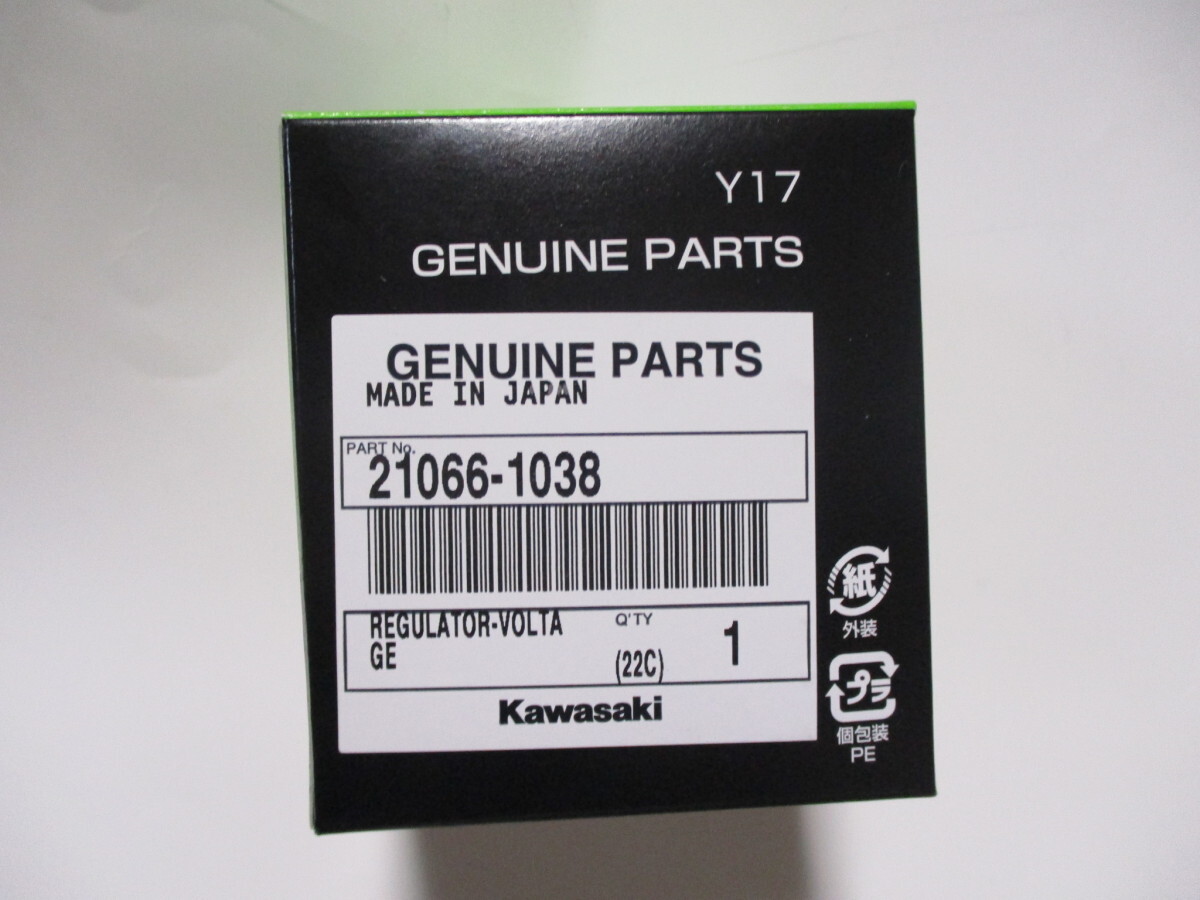 Y17
GENUINE PARTS
GENUINE PARTS
MADE IN JAPAN
PART No.
21066-1038
REGULATOR-VOLTA
GE
Q'TY
(22C)
1
Kawasaki
紙
外装
プラ
個包装
PE